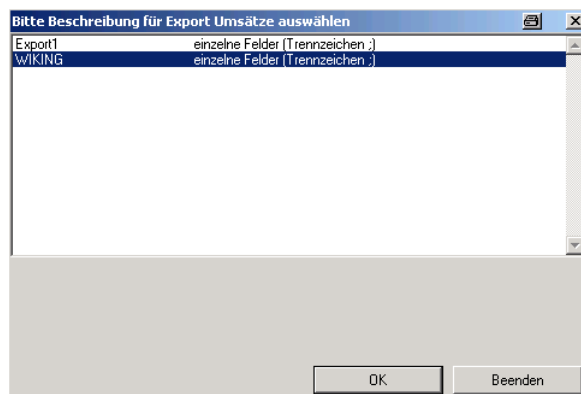 Bitte Beschreibung für Export Umsätze auswählen
Export1 einzelne Felder (Trennzeichen ;)
WIKING einzelne Felder (Trennzeichen ;)
OK Beenden